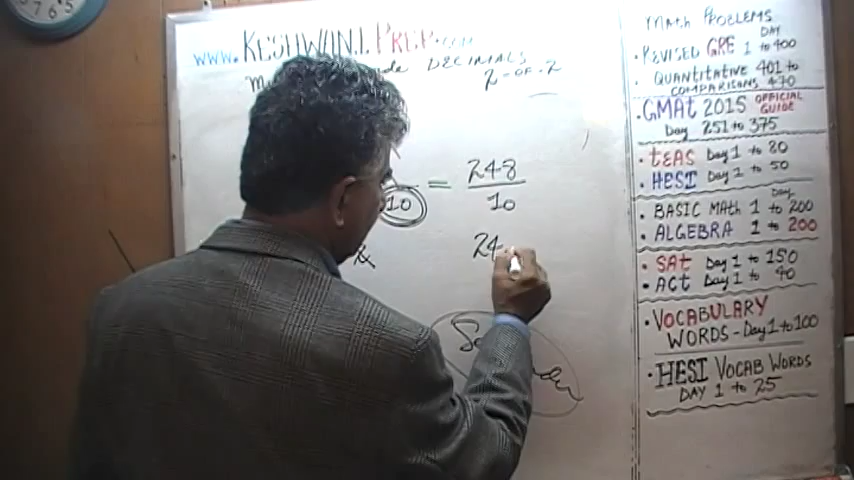 www. KESHWANI PREP.com
DECIMALS
2-OF-2
10 = 248
10
24
MATH PROBLEMS
DAY
• REVISED GRE 1 to 400
• QUANTITATIVE 401 to
COMPARISONS 470
• GMAt 2015 OFFICIAL GUIDE
Day 251 to 375
• tEAS Day 1 to 80
• HESI Day 1 to 50
Day
• BASIC MAtH 1 to 200
• ALGEBRA 1 to 200
• SAt Day 1 to 150
• ACt Day 1 to 40
• VOCABULARY
WORDS - Day 1 to 100
• HESI VOCAB WORDS
DAY 1 to 25